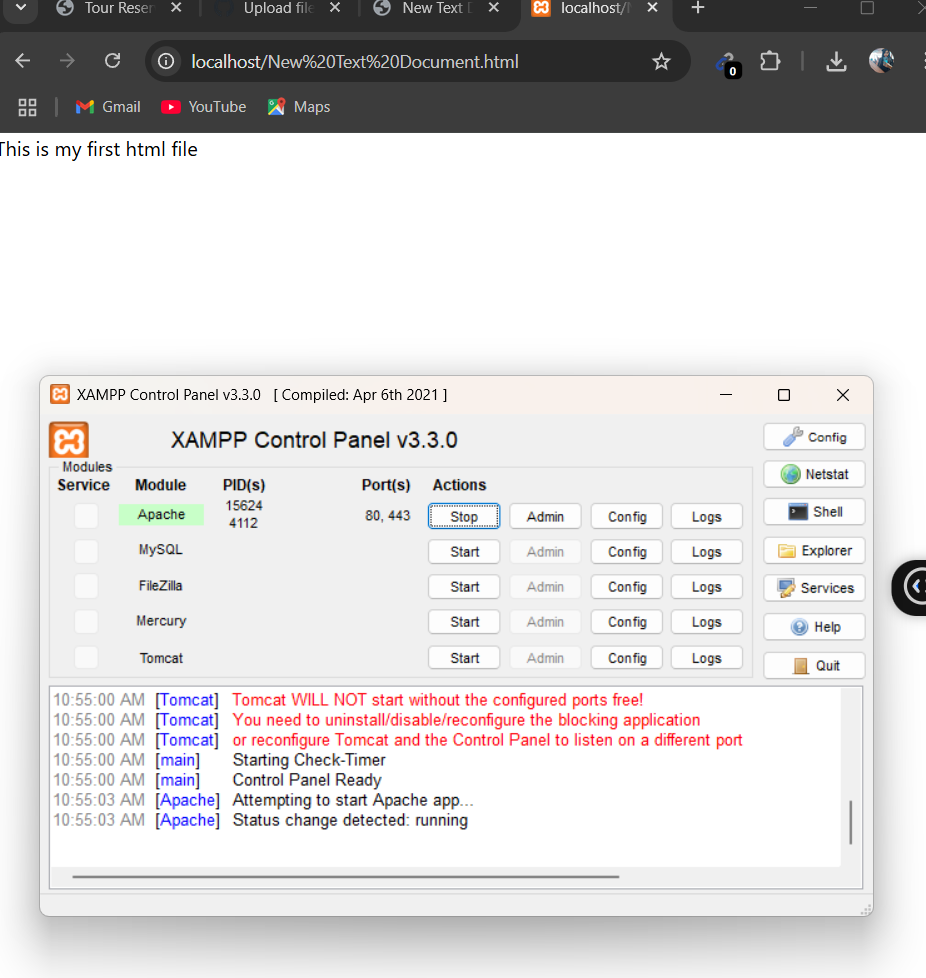 Tour Reser
Upload file
New Text D
localhost/
localhost/New%20Text%20Document.html
0
Gmail
YouTube
Maps
This is my first html file
XAMPP Control Panel v3.3.0 [ Compiled: Apr 6th 2021 ]
XAMPP Control Panel v3.3.0
Config
Modules
Service Module PID(s) Port(s) Actions
Netstat
Apache 15624 4112 80, 443 Stop Admin Config Logs
Shell
MySQL Start Admin Config Logs
Explorer
FileZilla Start Admin Config Logs
Services
Mercury Start Admin Config Logs
Help
Tomcat Start Admin Config Logs
Quit
10:55:00 AM [Tomcat] Tomcat WILL NOT start without the configured ports free!
10:55:00 AM [Tomcat] You need to uninstall/disable/reconfigure the blocking application
10:55:00 AM [Tomcat] or reconfigure Tomcat and the Control Panel to listen on a different port
10:55:00 AM [main] Starting Check-Timer
10:55:00 AM [main] Control Panel Ready
10:55:03 AM [Apache] Attempting to start Apache app...
10:55:03 AM [Apache] Status change detected: running